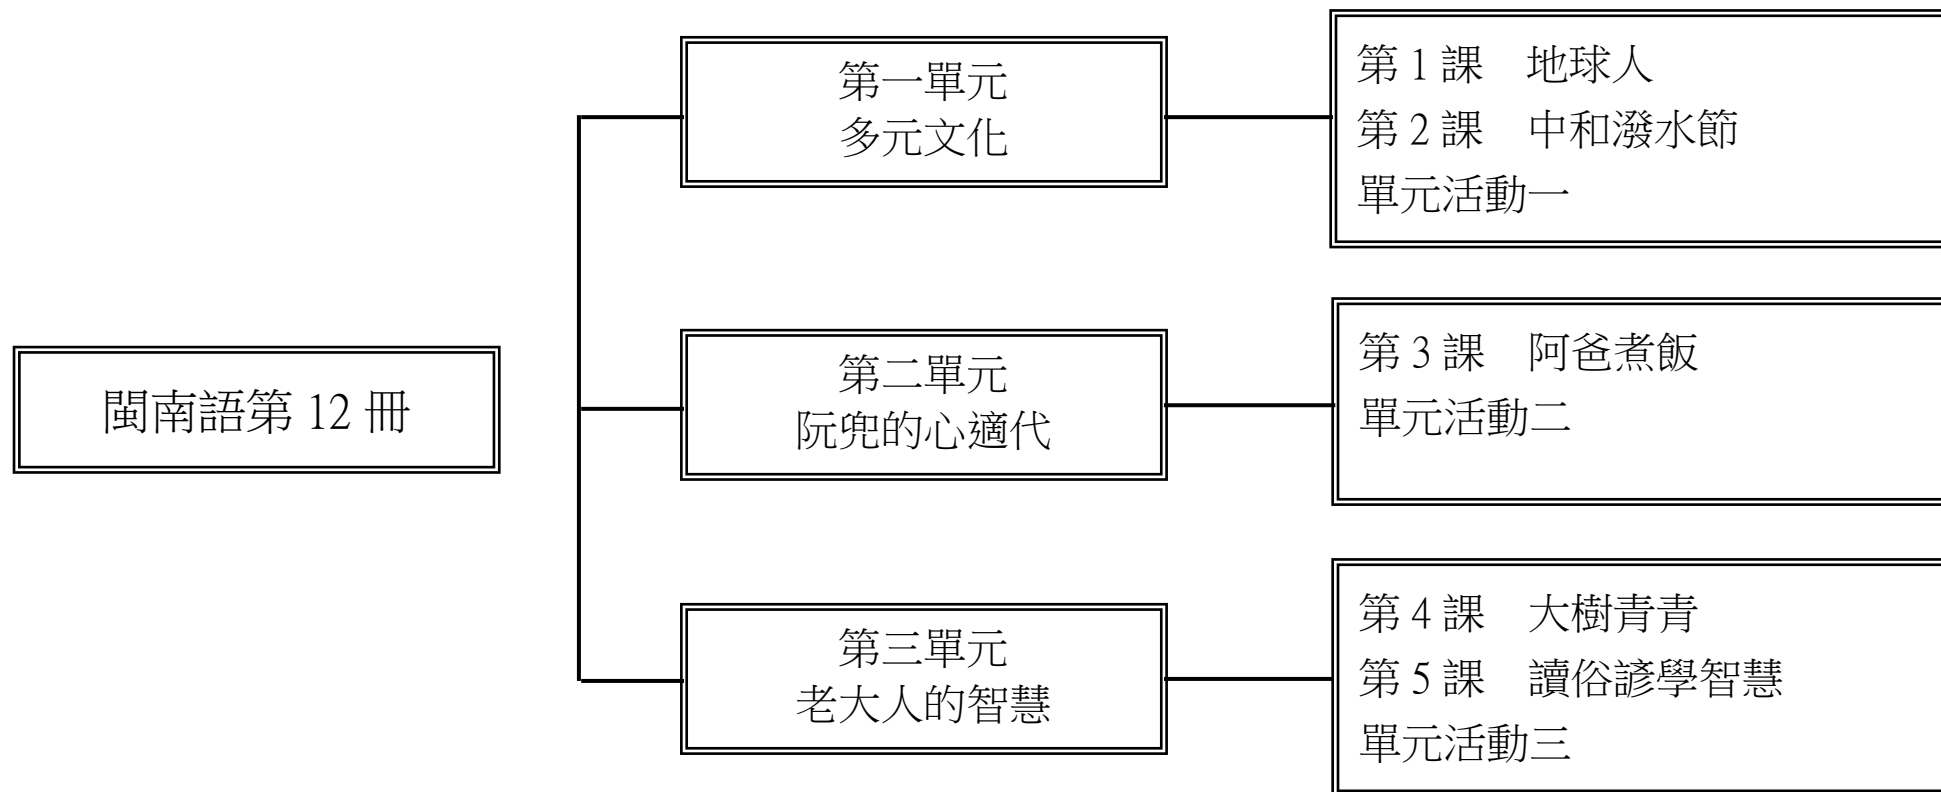 閩南語第 12 冊
第一單元
多元文化
第 1 課　地球人
第 2 課　中和潑水節
單元活動一
第二單元
阮兜的心適代
第 3 課　阿爸煮飯
單元活動二
第三單元
老大人的智慧
第 4 課　大樹青青
第 5 課　讀俗諺學智慧
單元活動三